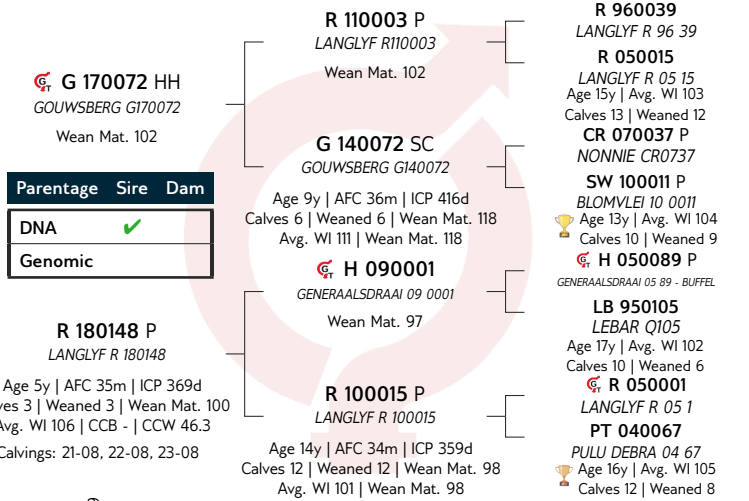 G 170072 HH
GOUWSBERG G170072
Wean Mat. 102
Parentage Sire Dam
DNA ✔
Genomic
R 180148 P
LANGLYF R 180148
Age 5y | AFC 35m | ICP 369d
ves 3 | Weaned 3 | Wean Mat. 100
Avg. WI 106 | CCB - | CCW 46.3
Calvings: 21-08, 22-08, 23-08
R 110003 P
LANGLYF R110003
Wean Mat. 102
G 140072 SC
GOUWSBERG G140072
Age 9y | AFC 36m | ICP 416d
Calves 6 | Weaned 6 | Wean Mat. 118
Avg. WI 111 | Wean Mat. 118
H 090001
GENERAALSDRAAI 09 0001
Wean Mat. 97
R 100015 P
LANGLYF R 100015
Age 14y | AFC 34m | ICP 359d
Calves 12 | Weaned 12 | Wean Mat. 98
Avg. WI 101 | Wean Mat. 98
R 960039
LANGLYF R 96 39
R 050015
LANGLYF R 05 15
Age 15y | Avg. WI 103
Calves 13 | Weaned 12
CR 070037 P
NONNIE CR0737
SW 100011 P
BLOMVLEI 10 0011
Age 13y | Avg. WI 104
Calves 10 | Weaned 9
H 050089 P
GENERAALSDRAAI 05 89 - BUFFEL
LB 950105
LEBAR Q105
Age 17y | Avg. WI 102
Calves 10 | Weaned 6
R 050001
LANGLYF R 05 1
PT 040067
PULU DEBRA 04 67
Age 16y | Avg. WI 105
Calves 12 | Weaned 8